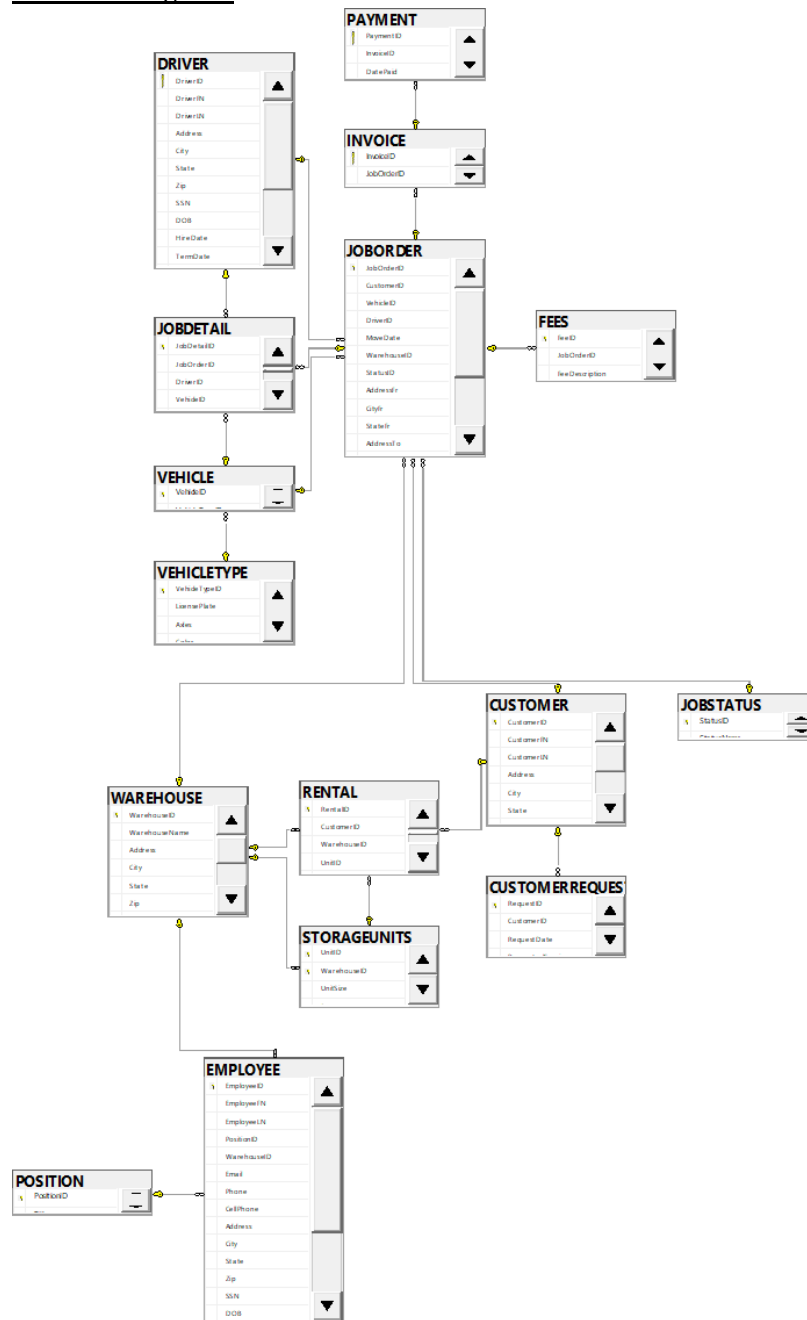 PAYMENT
PaymentID
InvoiceID
DatePaid
DRIVER
DriverID
DriverFN
DriverLN
Address
City
State
Zip
SSN
DOB
HireDate
TermDate
INVOICE
InvoiceID
JobOrderID
JOBORDER
JobOrderID
CustomerID
VehicleID
DriverID
MoveDate
WarehouseID
StatusID
AddressFr
CityFr
StateFr
AddressTo
FEES
FeeID
JobOrderID
FeeDescription
JOBDETAIL
JobDetailID
JobOrderID
DriverID
VehicleID
VEHICLE
VehicleID
VEHICLETYPE
VehicleTypeID
LicensePlate
Axles
Color
CUSTOMER
CustomerID
CustomerFN
CustomerLN
Address
City
State
JOBSTATUS
StatusID
StatusName
WAREHOUSE
WarehouseID
WarehouseName
Address
City
State
Zip
RENTAL
RentalID
CustomerID
WarehouseID
UnitID
CUSTOMERREQUES
RequestID
CustomerID
RequestDate
STORAGEUNITS
UnitID
WarehouseID
UnitSize
EMPLOYEE
EmployeeID
EmployeeFN
EmployeeLN
PositionID
WarehouseID
Email
Phone
CellPhone
Address
City
State
Zip
SSN
DOB
POSITION
PositionID